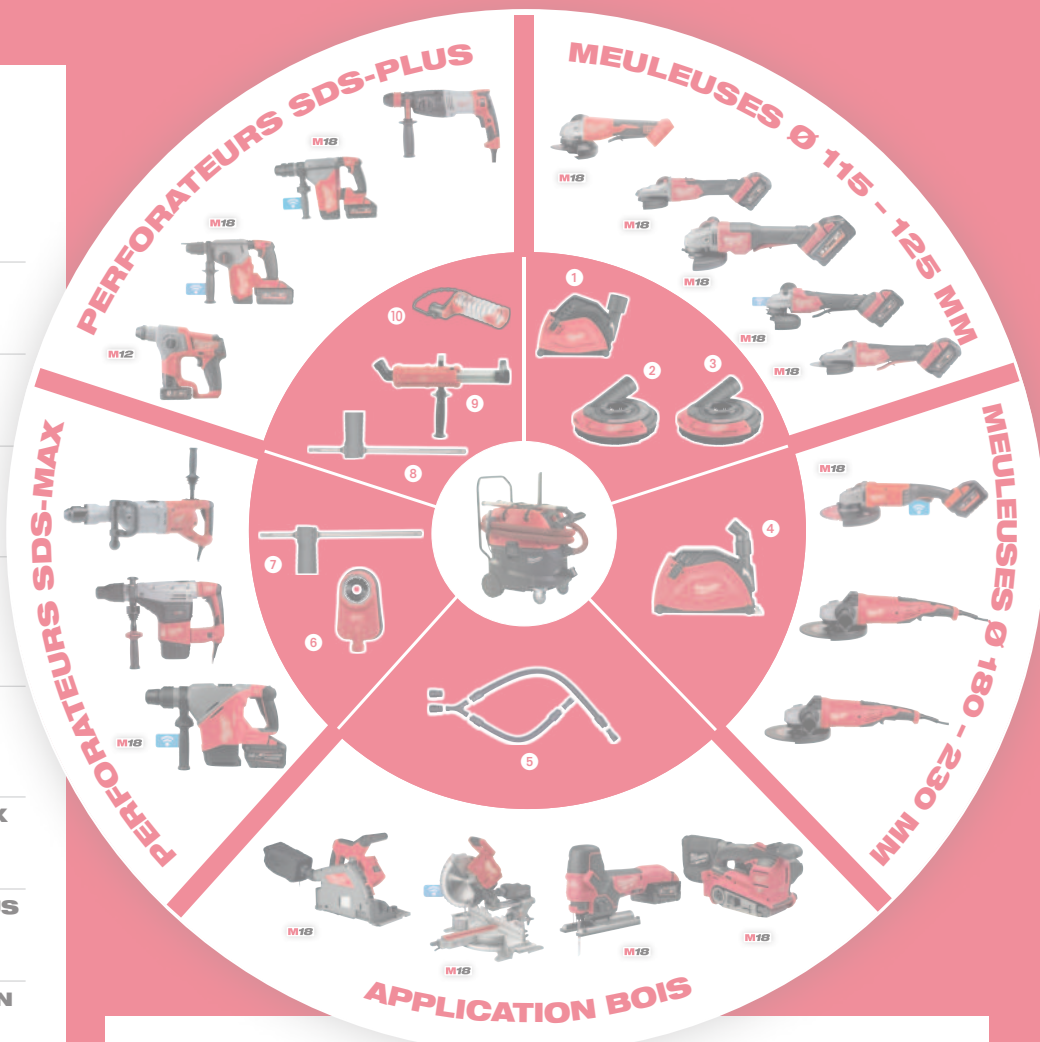 PERFORATEURS SDS-PLUS
M18
M18
M12
MEULEUSES Ø 115 - 125 MM
M18
M18
M18
M18
M18
1
2
3
10
9
8
PERFORATEURS SDS-MAX
M18
7
6
4
MEULEUSES Ø 180 - 230 MM
M18
5
M18
M18
M18
M18
APPLICATION BOIS
X
US
N